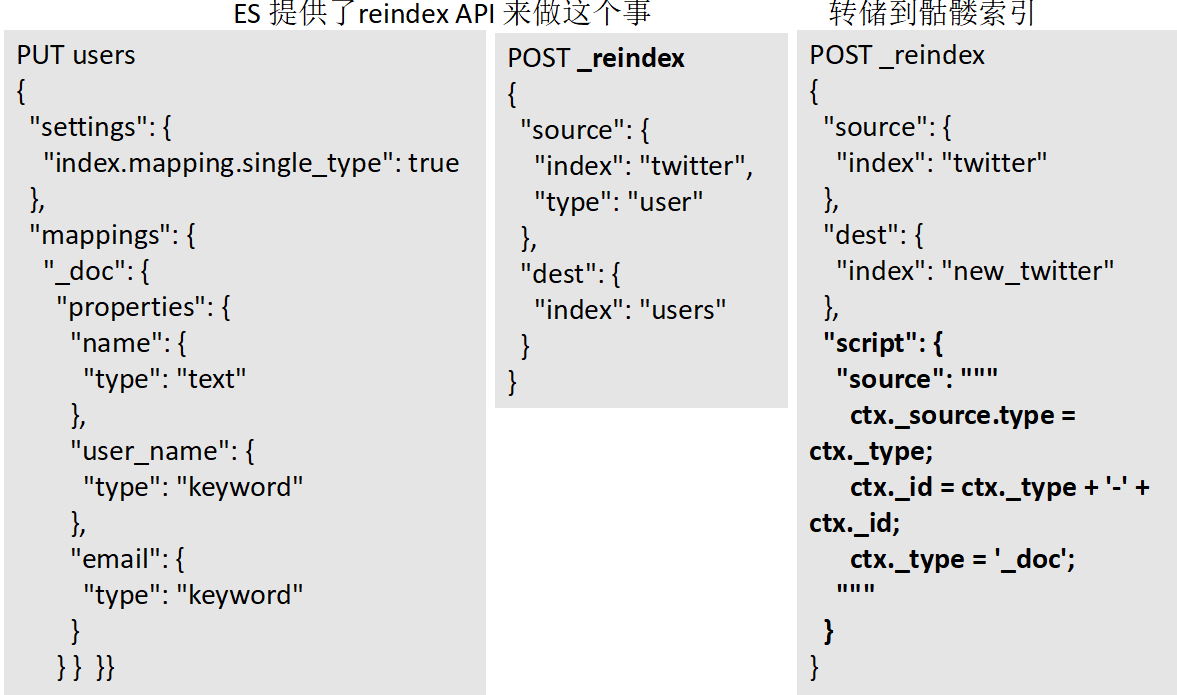 ES 提供了reindex API 来做这个事
转储到骷髅索引
PUT users
{
"settings": {
"index.mapping.single_type": true
},
"mappings": {
"_doc": {
"properties": {
"name": {
"type": "text"
},
"user_name": {
"type": "keyword"
},
"email": {
"type": "keyword"
}
} } }}
POST _reindex
{
"source": {
"index": "twitter",
"type": "user"
},
"dest": {
"index": "users"
}
}
POST _reindex
{
"source": {
"index": "twitter"
},
"dest": {
"index": "new_twitter"
},
"script": {
"source": """
ctx._source.type =
ctx._type;
ctx._id = ctx._type + '-' +
ctx._id;
ctx._type = '_doc';
"""
}
}